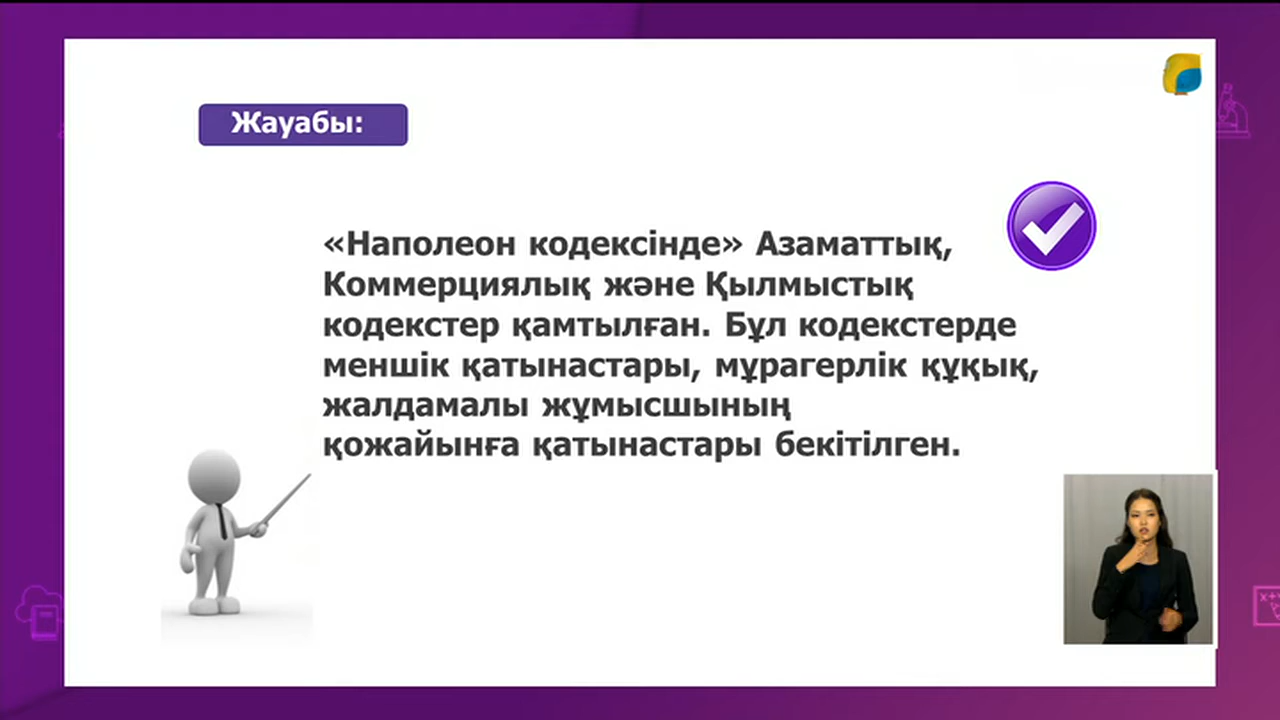 Жауабы:
«Наполеон кодексінде» Азаматтық,
Коммерциялық және Қылмыстық
кодекстер қамтылған. Бұл кодекстерде
меншік қатынастары, мұрагерлік құқық,
жалдамалы жұмысшының
қожайынға қатынастары бекітілген.